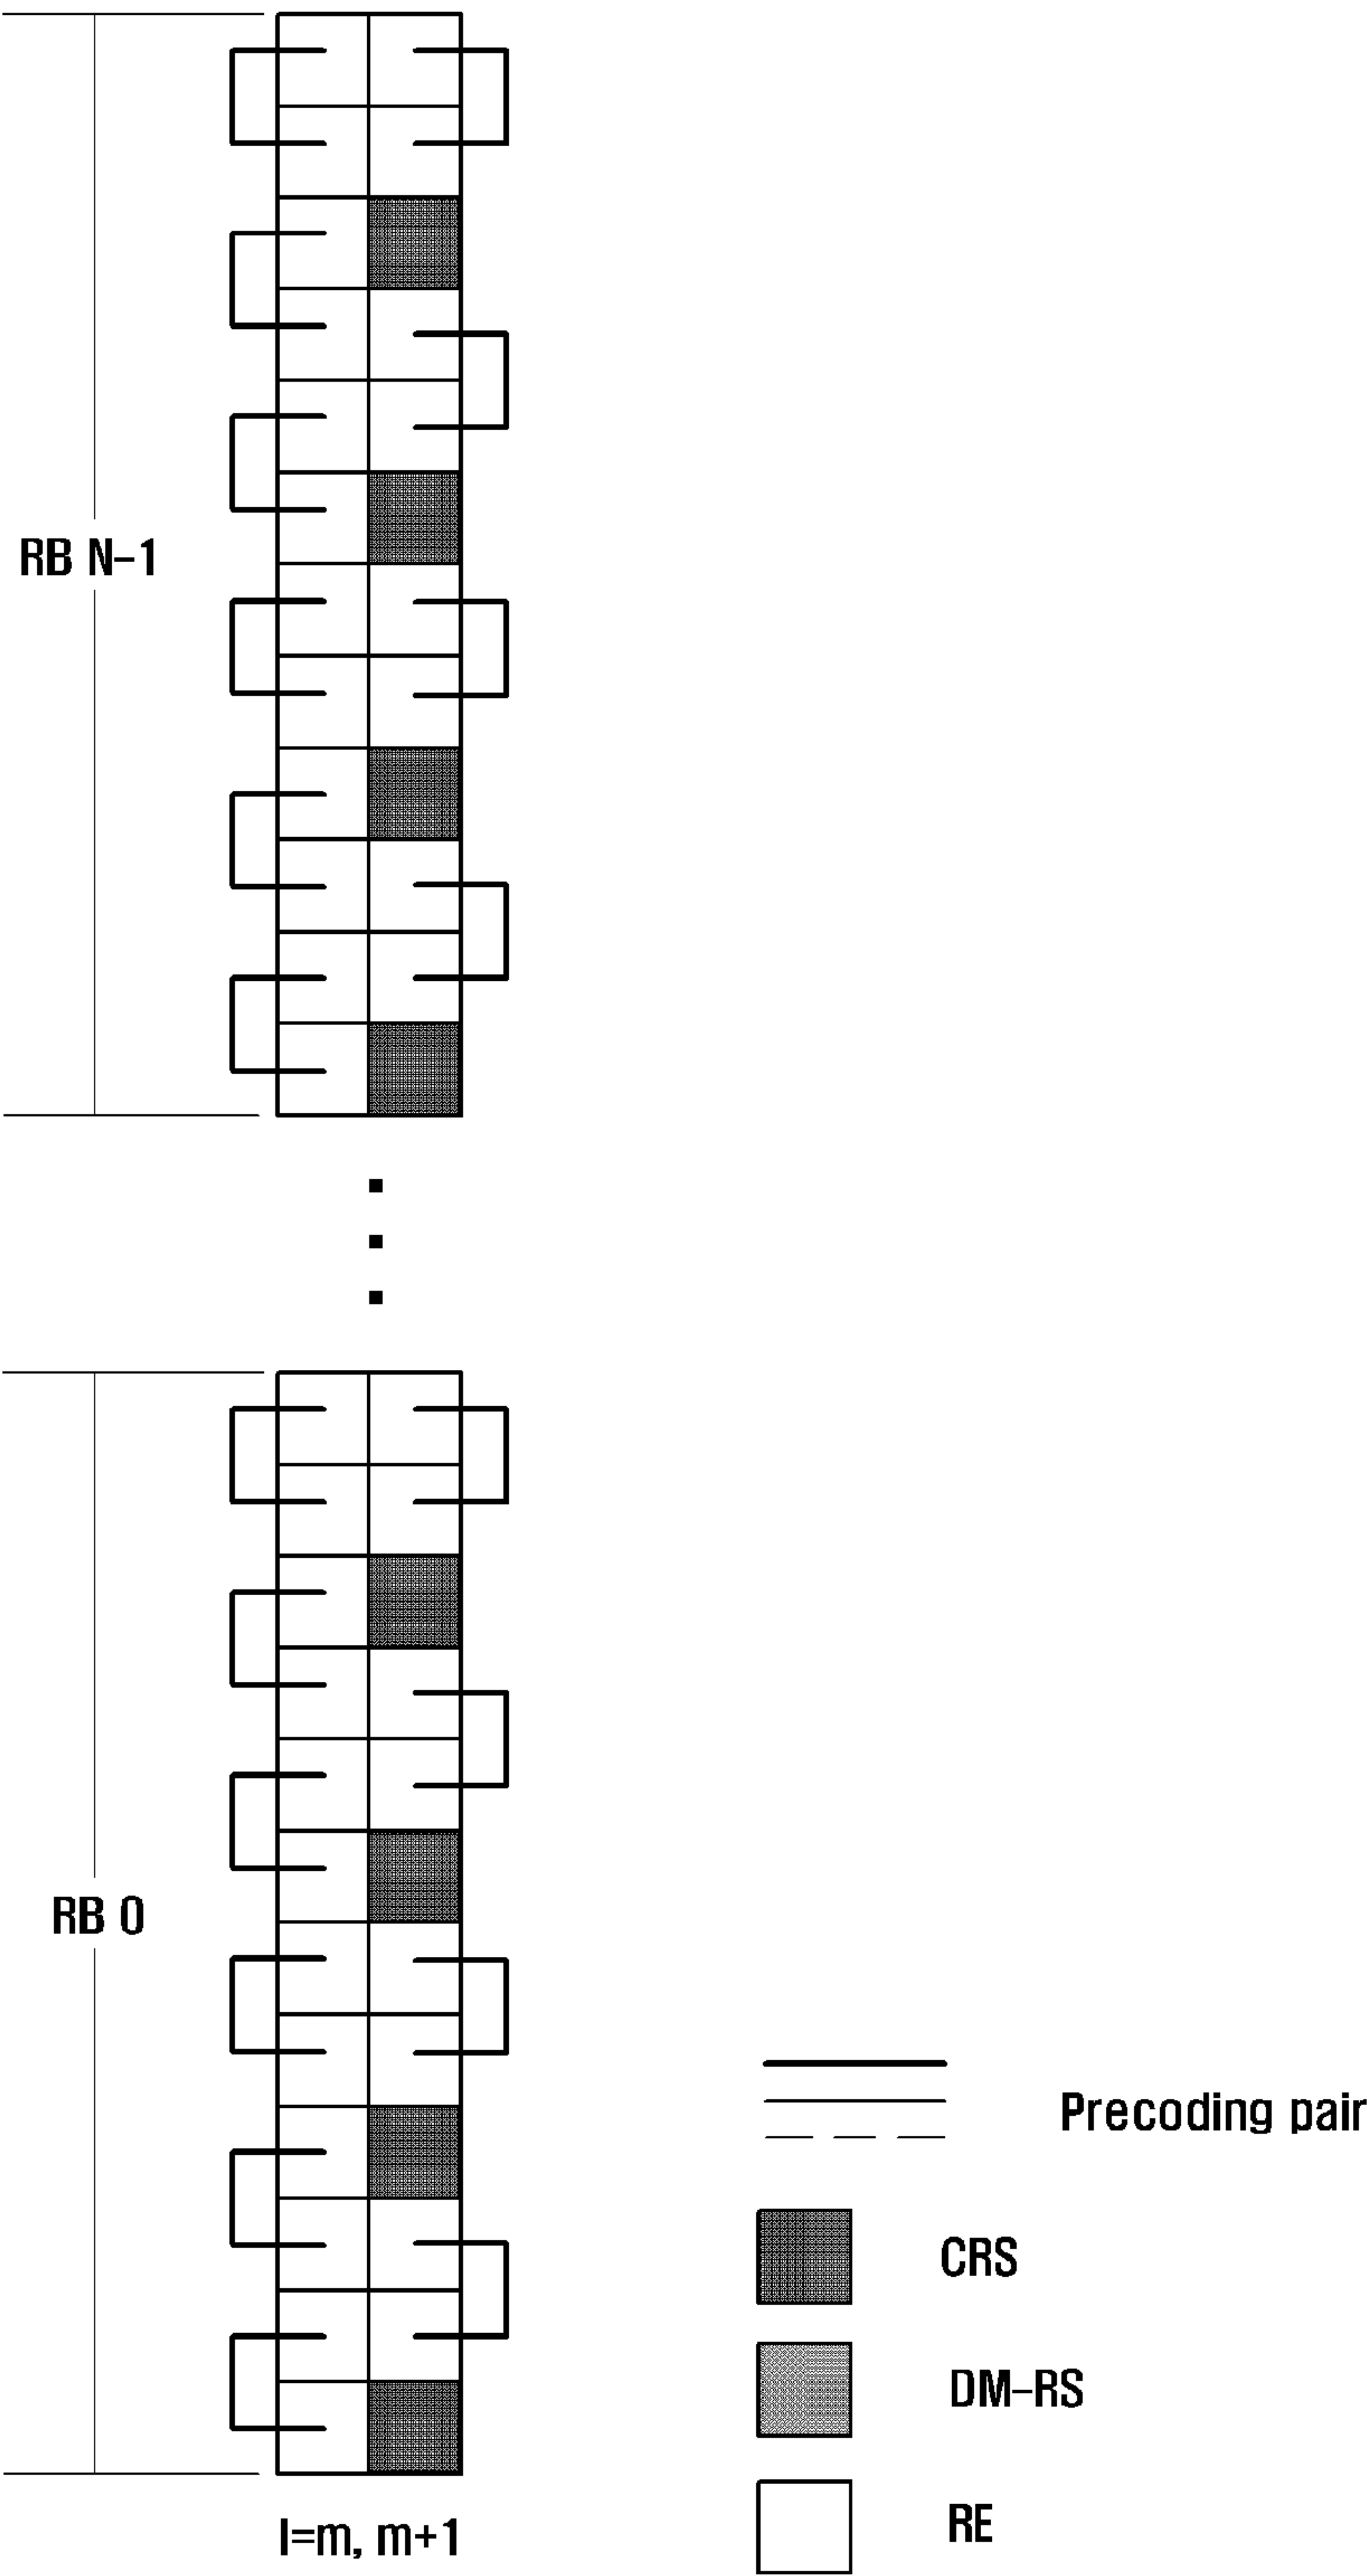 RB N-1
RB 0
Precoding pair
CRS
DM-RS
RE
l=m, m+1